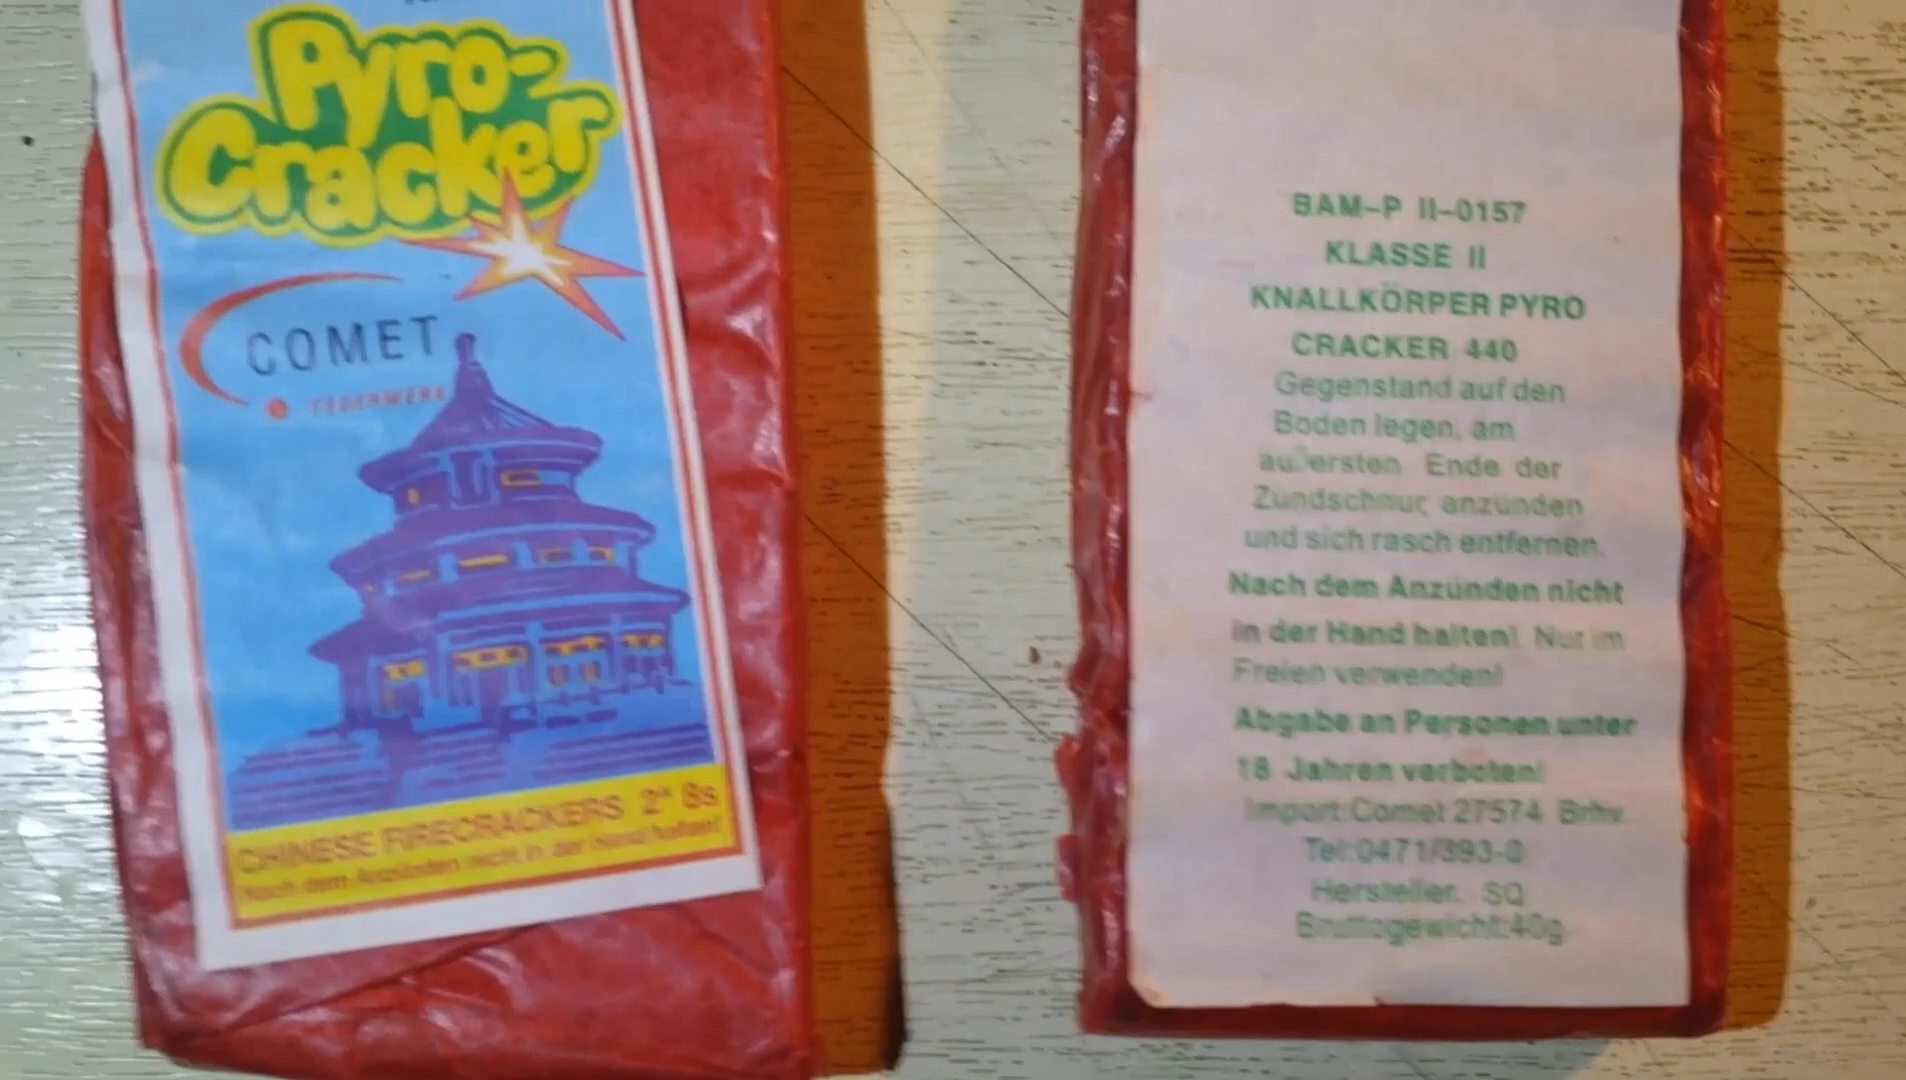 Pyro-
Cracker
COMET
FEUERWERK
CHINESE FIRECRACKERS 2" 8s
Nach dem Anzünden nicht in der Hand halten!
BAM-P II-0157
KLASSE II
KNALLKÖRPER PYRO
CRACKER 440
Gegenstand auf den
Boden legen, am
außersten Ende der
Zündschnur, anzünden
und sich rasch entfernen.
Nach dem Anzünden nicht
in der Hand halten! Nur im
Freien verwenden!
Abgabe an Personen unter
18 Jahren verboten!
Import:Comet 27574 Brhv.
Tel:0471/393-0
Hersteller: SQ
Bruttogewicht:40g